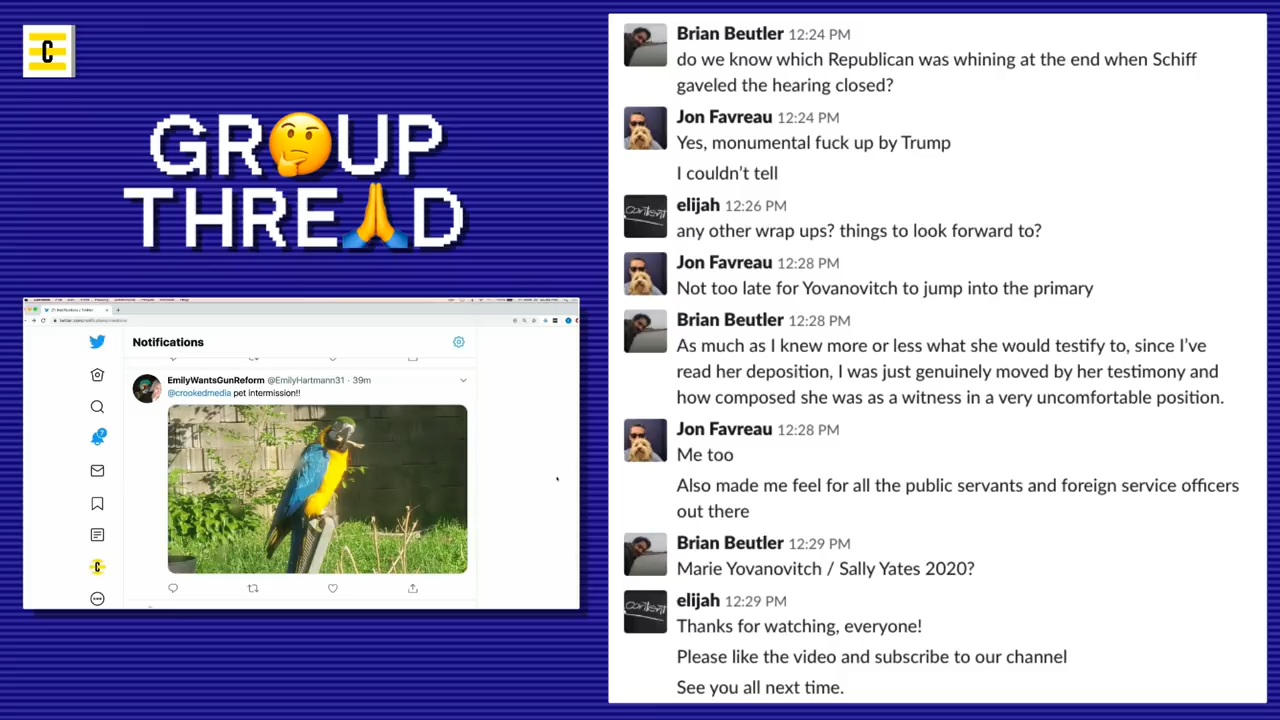 C
GR🤔UP
THRE🙏D
Notifications
EmilyWantsGunReform @EmilyHartmann31 · 39m
@crookedmedia pet intermission!!
7
C
Brian Beutler 12:24 PM
do we know which Republican was whining at the end when Schiff
gaveled the hearing closed?
Jon Favreau 12:24 PM
Yes, monumental fuck up by Trump
I couldn't tell
content
elijah 12:26 PM
any other wrap ups? things to look forward to?
Jon Favreau 12:28 PM
Not too late for Yovanovitch to jump into the primary
Brian Beutler 12:28 PM
As much as I knew more or less what she would testify to, since I've
read her deposition, I was just genuinely moved by her testimony and
how composed she was as a witness in a very uncomfortable position.
Jon Favreau 12:28 PM
Me too
Also made me feel for all the public servants and foreign service officers
out there
Brian Beutler 12:29 PM
Marie Yovanovitch / Sally Yates 2020?
content
elijah 12:29 PM
Thanks for watching, everyone!
Please like the video and subscribe to our channel
See you all next time.